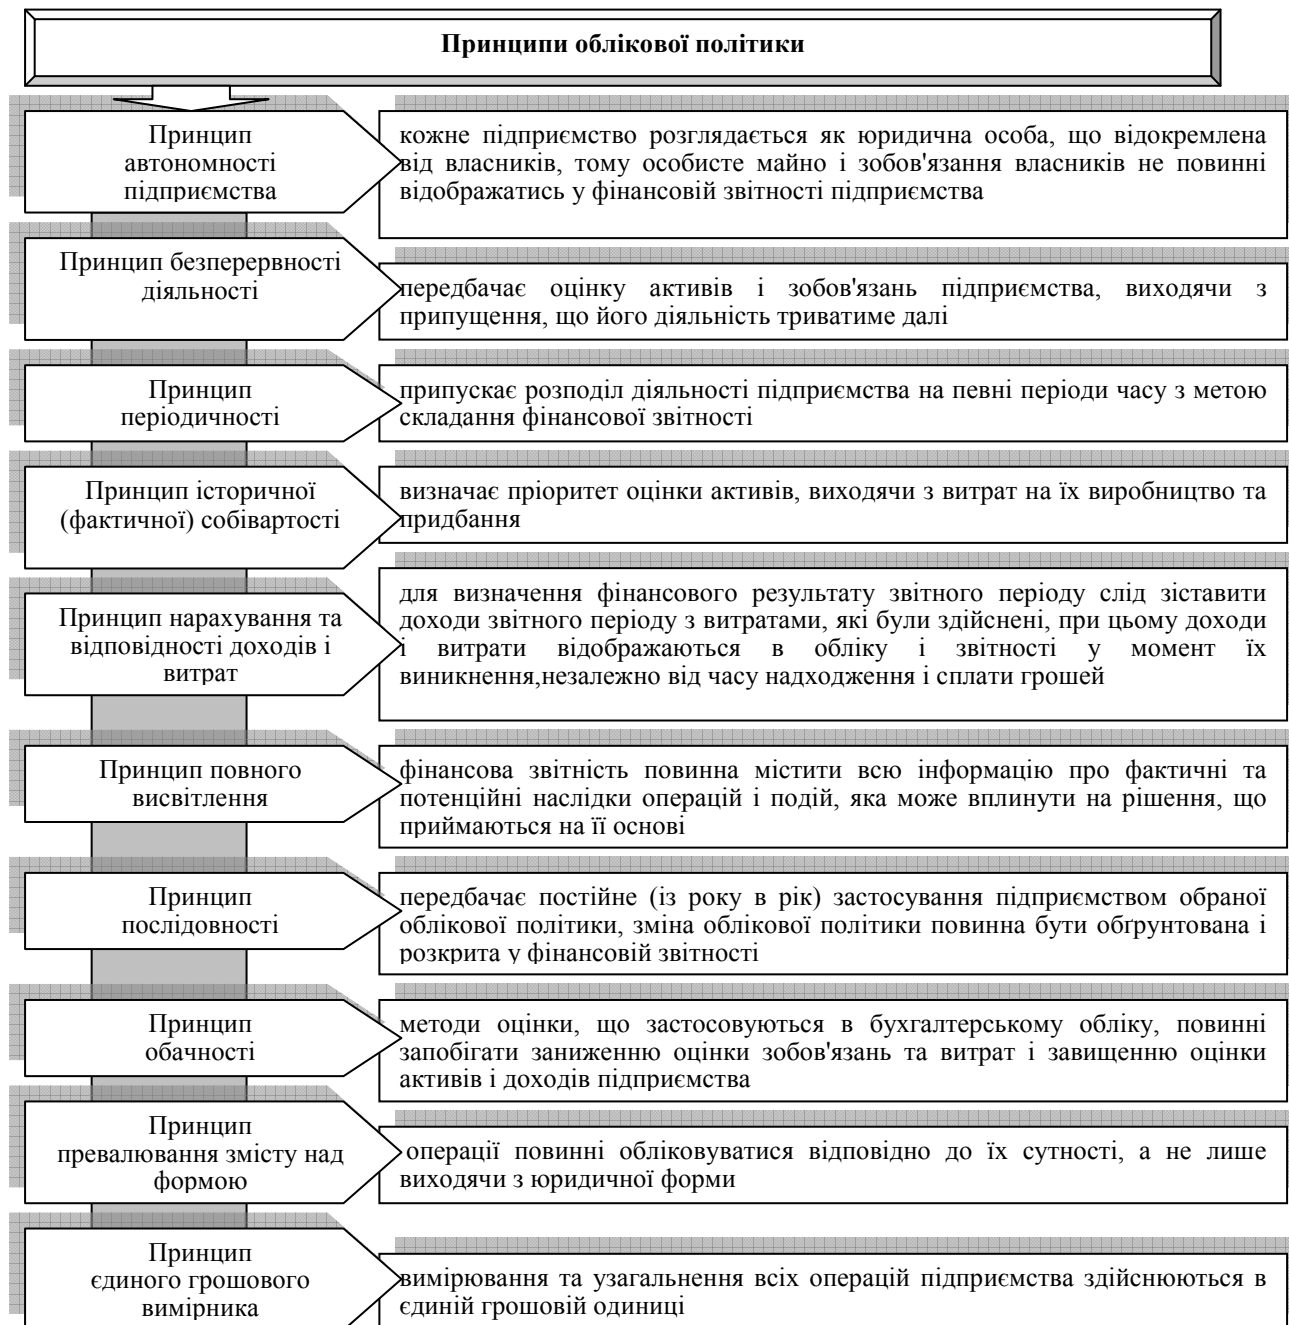 Принципи облікової політики
Принцип
автономності
підприємства
кожне підприємство розглядається як юридична особа, що відокремлена
від власників, тому особисте майно і зобов'язання власників не повинні
відображатись у фінансовій звітності підприємства
Принцип безперервності
діяльності
передбачає оцінку активів і зобов'язань підприємства, виходячи з
припущення, що його діяльність триватиме далі
Принцип
періодичності
припускає розподіл діяльності підприємства на певні періоди часу з метою
складання фінансової звітності
Принцип історичної
(фактичної) собівартості
визначає пріоритет оцінки активів, виходячи з витрат на їх виробництво та
придбання
Принцип нарахування та
відповідності доходів і
витрат
для визначення фінансового результату звітного періоду слід зіставити
доходи звітного періоду з витратами, які були здійснені, при цьому доходи
і витрати відображаються в обліку і звітності у момент їх
виникнення,незалежно від часу надходження і сплати грошей
Принцип повного
висвітлення
фінансова звітність повинна містити всю інформацію про фактичні та
потенційні наслідки операцій і подій, яка може вплинути на рішення, що
приймаються на її основі
Принцип
послідовності
передбачає постійне (із року в рік) застосування підприємством обраної
облікової політики, зміна облікової політики повинна бути обґрунтована і
розкрита у фінансовій звітності
Принцип
обачності
методи оцінки, що застосовуються в бухгалтерському обліку, повинні
запобігати заниженню оцінки зобов'язань та витрат і завищенню оцінки
активів і доходів підприємства
Принцип
превалювання змісту над
формою
операції повинні обліковуватися відповідно до їх сутності, а не лише
виходячи з юридичної форми
Принцип
єдиного грошового
вимірника
вимірювання та узагальнення всіх операцій підприємства здійснюються в
єдиній грошовій одиниці